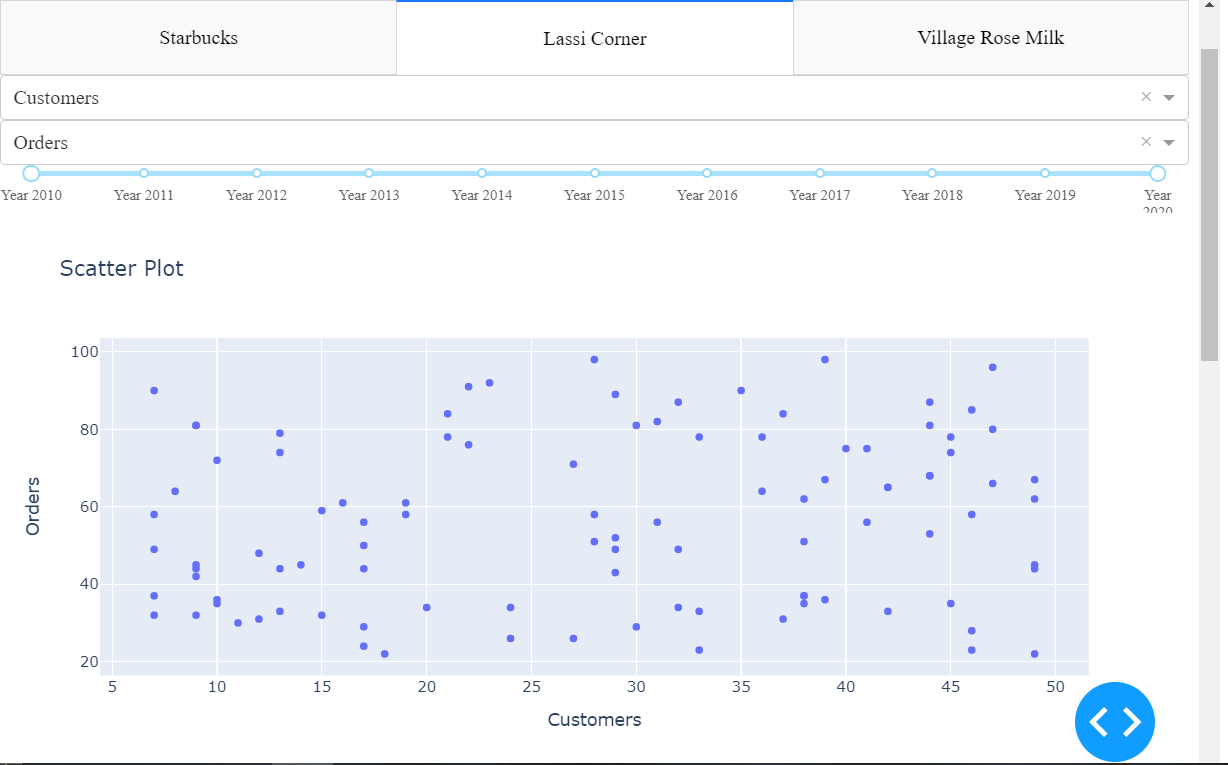 Starbucks Lassi Corner Village Rose Milk
Customers ×
Orders ×
Year 2010 Year 2011 Year 2012 Year 2013 Year 2014 Year 2015 Year 2016 Year 2017 Year 2018 Year 2019 Year
2020
Scatter Plot
100
80
60
40
20
Orders
5 10 15 20 25 30 35 40 45 50
Customers